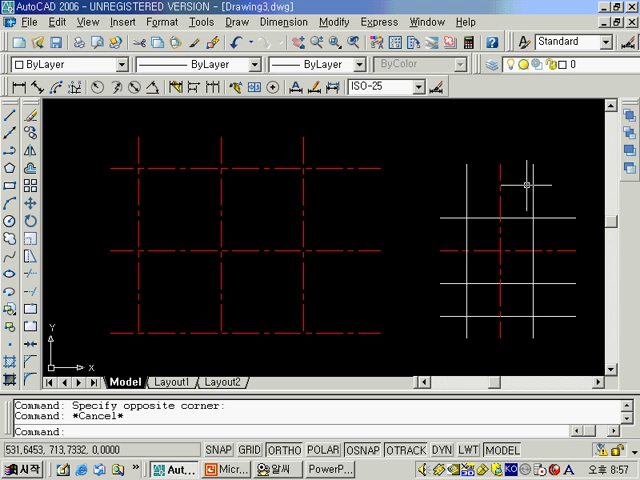 AutoCAD 2006 - UNREGISTERED VERSION - [Drawing3.dwg]
File Edit View Insert Format Tools Draw Dimension Modify Express Window Help
Standard
ByLayer ByLayer ByLayer ByColor 0
ISO-25
Y
X
Model Layout1 Layout2
Command: Specify opposite corner:
Command: *Cancel*
Command:
531,6453, 713,7332, 0,0000 SNAP GRID ORTHO POLAR OSNAP OTRACK DYN LWT MODEL
시작 Aut... Micr... 알씨 PowerP... KO A 오후 8:57